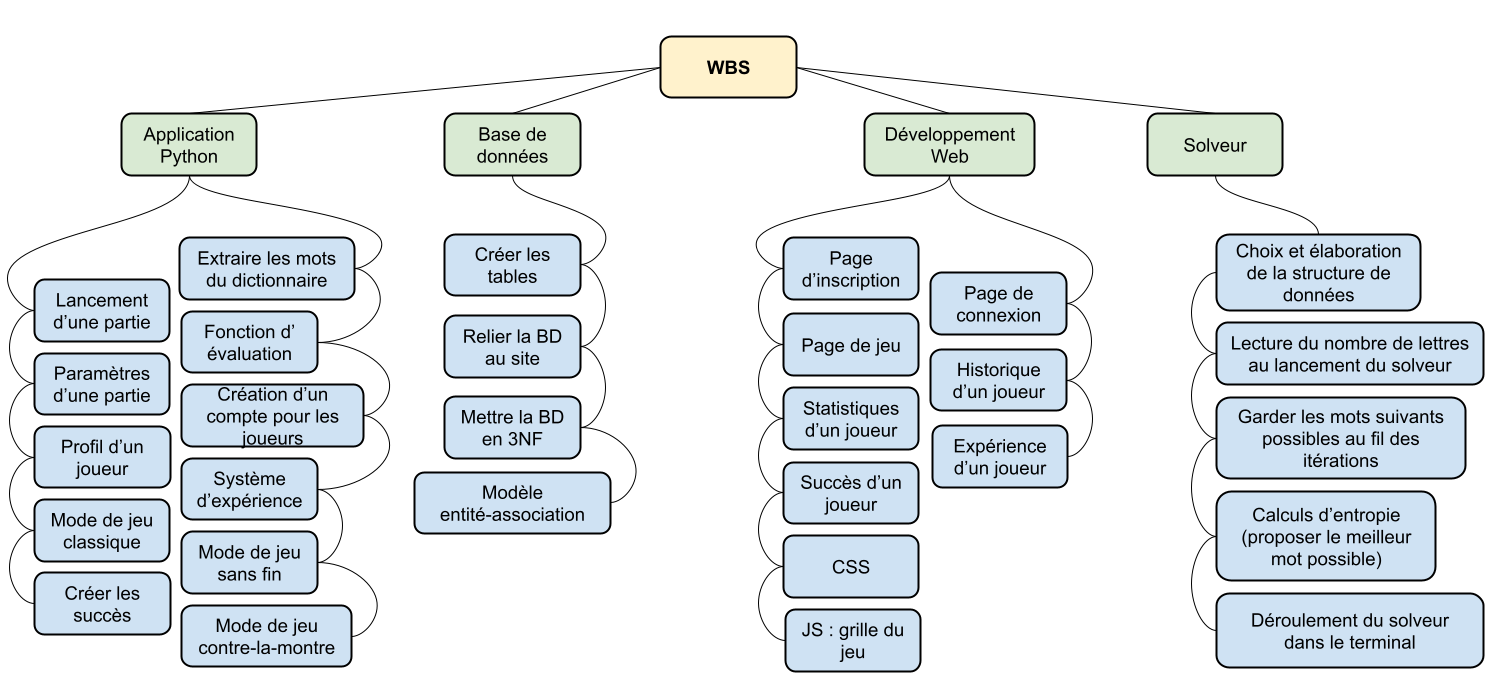 WBS
Application
Python
Lancement
d'une partie
Paramètres
d'une partie
Profil d'un
joueur
Mode de jeu
classique
Créer les
succès
Extraire les mots
du dictionnaire
Fonction d'
évaluation
Création d'un
compte pour les
joueurs
Système
d'expérience
Mode de jeu
sans fin
Mode de jeu
contre-la-montre
Base de
données
Créer les
tables
Relier la BD
au site
Mettre la BD
en 3NF
Modèle
entité-association
Développement
Web
Page
d'inscription
Page de jeu
Statistiques
d'un joueur
Succès d'un
joueur
CSS
JS : grille du
jeu
Page de
connexion
Historique
d'un joueur
Expérience
d'un joueur
Solveur
Choix et élaboration
de la structure de
données
Lecture du nombre de lettres
au lancement du solveur
Garder les mots suivants
possibles au fil des
itérations
Calculs d'entropie
(proposer le meilleur
mot possible)
Déroulement du solveur
dans le terminal